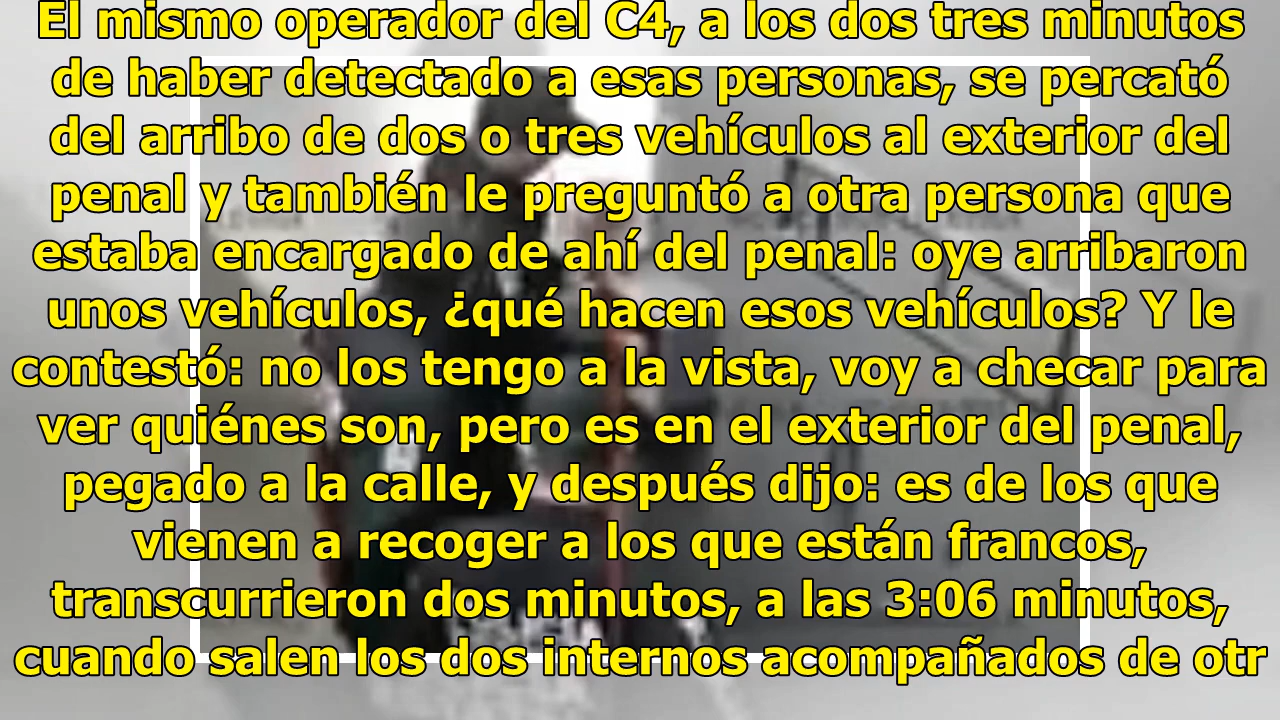 El mismo operador del C4, a los dos tres minutos
de haber detectado a esas personas, se percató
del arribo de dos o tres vehículos al exterior del
penal y también le preguntó a otra persona que
estaba encargado de ahí del penal: oye arribaron
unos vehículos, ¿qué hacen esos vehículos? Y le
contestó: no los tengo a la vista, voy a checar para
ver quiénes son, pero es en el exterior del penal,
pegado a la calle, y después dijo: es de los que
vienen a recoger a los que están francos,
transcurrieron dos minutos, a las 3:06 minutos,
cuando salen los dos internos acompañados de otr